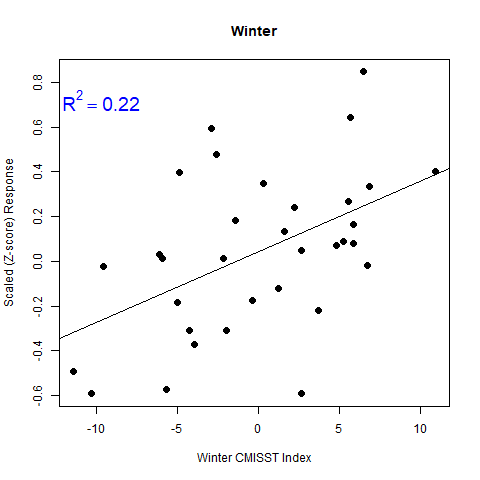 Winter
R² = 0.22
Scaled (Z-score) Response
0.8
0.6
0.4
0.2
0.0
-0.2
-0.4
-0.6
-10 -5 0 5 10
Winter CMISST Index